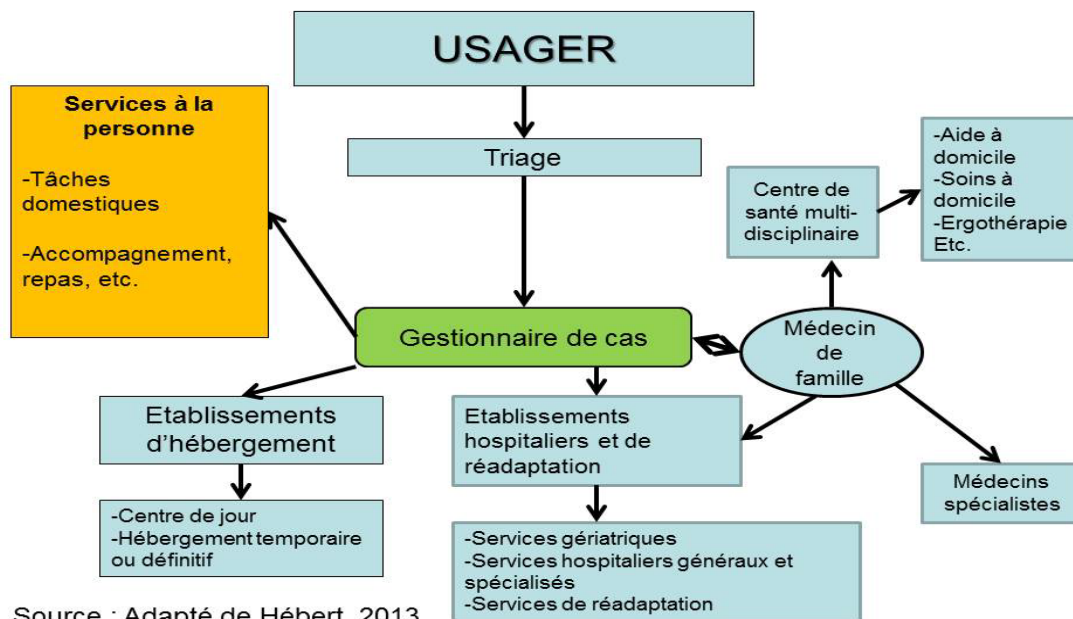 USAGER
Services à la
personne
-Tâches
domestiques
-Accompagnement,
repas, etc.
Triage
Centre de
santé multi-
disciplinaire
-Aide à
domicile
-Soins à
domicile
-Ergothérapie
Etc.
Gestionnaire de cas
Médecin
de
famille
Etablissements
d’hébergement
Etablissements
hospitaliers et de
réadaptation
Médecins
spécialistes
-Centre de jour
-Hébergement temporaire
ou définitif
-Services gériatriques
-Services hospitaliers généraux et
spécialisés
-Services de réadaptation
Source : Adapté de Hébert, 2013